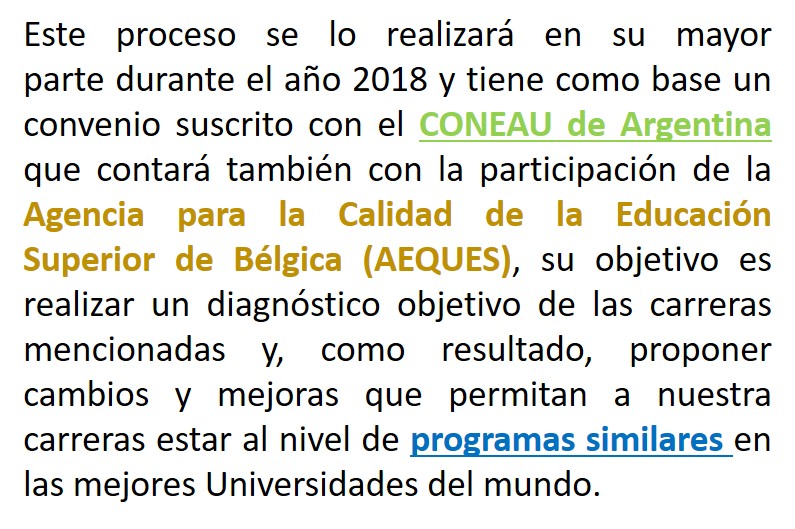 Este proceso se lo realizará en su mayor
parte durante el año 2018 y tiene como base un
convenio suscrito con el CONEAU de Argentina
que contará también con la participación de la
Agencia para la Calidad de la Educación
Superior de Bélgica (AEQUES), su objetivo es
realizar un diagnóstico objetivo de las carreras
mencionadas y, como resultado, proponer
cambios y mejoras que permitan a nuestra
carreras estar al nivel de programas similares en
las mejores Universidades del mundo.